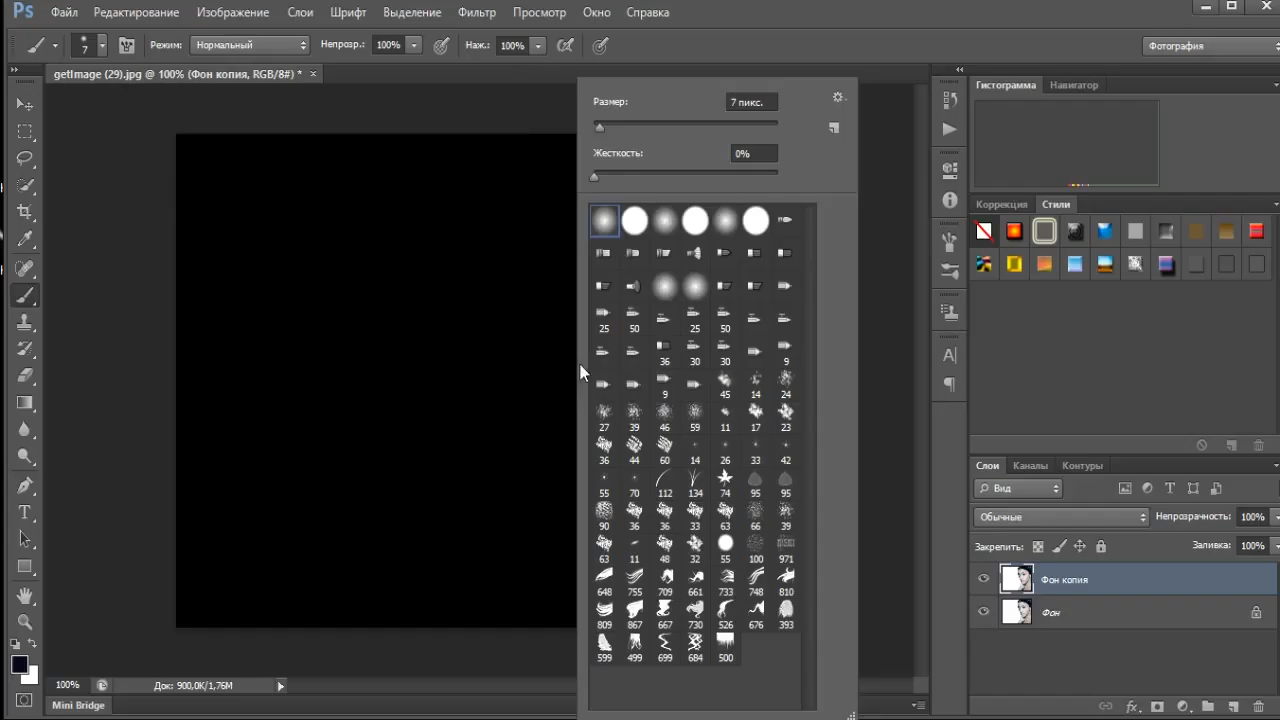 Ps Файл Редактирование Изображение Слои Шрифт Выделение Фильтр Просмотр Окно Справка
7 Режим: Нормальный Непрозр.: 100% Наж.: 100% Фотография
getImage (29).jpg @ 100% (Фон копия, RGB/8#) * ×
Размер: 7 пикс.
Жесткость: 0%
25 50 25 50
36 30 30 9
9 45 14 24
27 39 46 59 11 17 23
36 44 60 14 26 33 42
55 70 112 134 74 95 95
90 36 36 33 63 66 39
63 11 48 32 55 100 971
648 755 709 661 733 748 810
809 867 667 730 526 676 393
599 499 699 684 500
Гистограмма Навигатор
Коррекция Стили
Слои Каналы Контуры
Вид
Обычные Непрозрачность: 100%
Закрепить: Заливка: 100%
Фон копия
Фон
fx
100% Док: 900,0K/1,76M
Mini Bridge